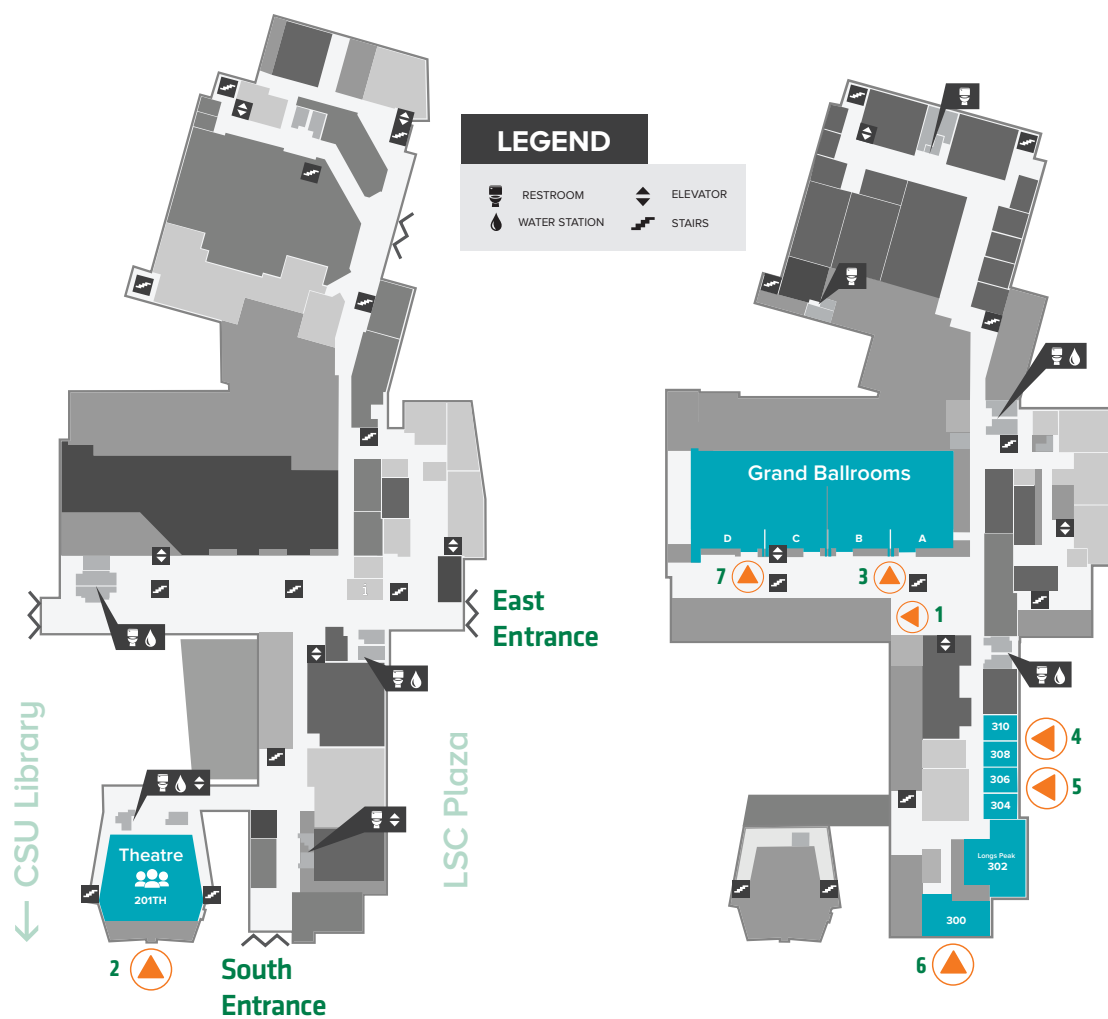 LEGEND
RESTROOM
ELEVATOR
WATER STATION
STAIRS
Grand Ballrooms
D
C
B
A
7
3
1
1
East
Entrance
310
308
306
304
4
5
Longs Peak
302
300
6
← CSU Library
LSC Plaza
Theatre
201TH
2
South
Entrance